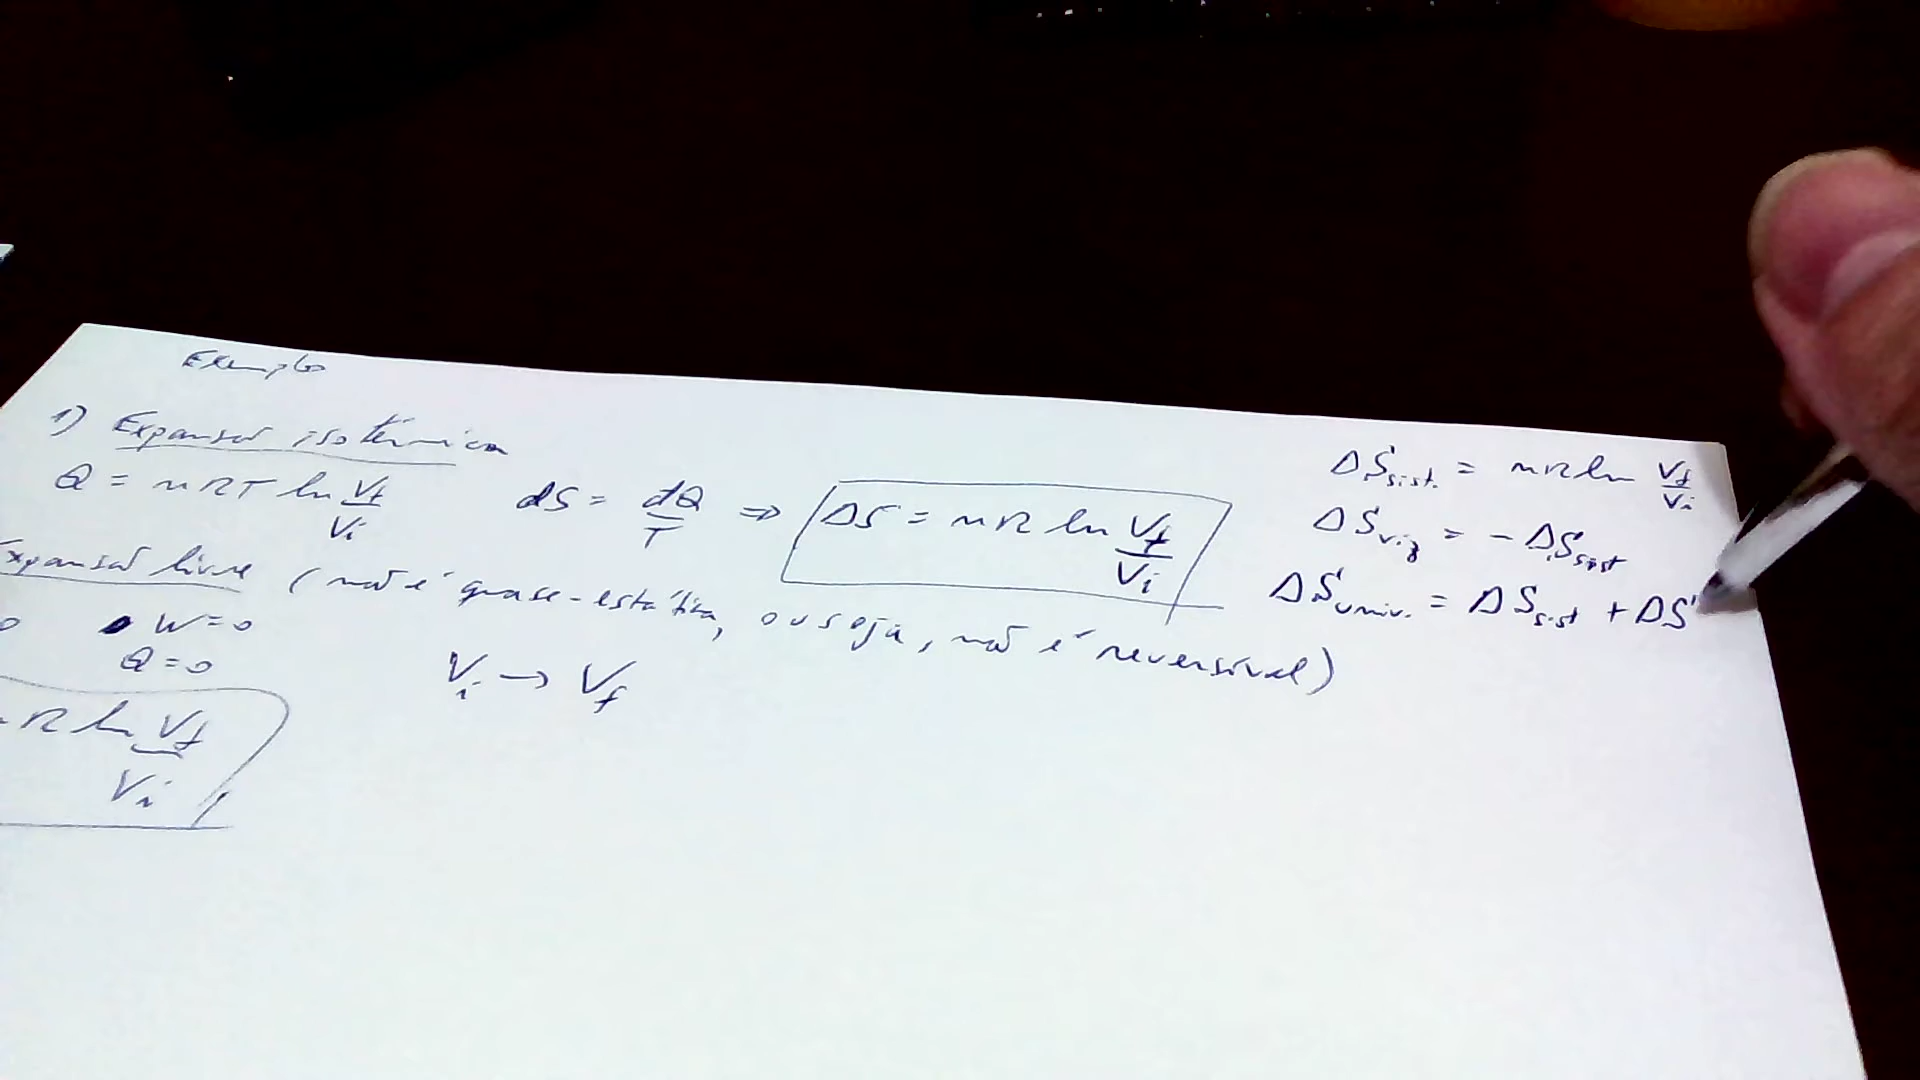 Exemplos
1) Expansão isotérmica
Q = nRT ln Vf/Vi
dS = dQ/T ⇒ ΔS = nR ln Vf/Vi
ΔSsist. = nR ln Vf/Vi
ΔSviz = -ΔSsist
ΔSuniv. = ΔSsist + ΔS
Expansão livre (não é quase-estática, ou seja, não é reversível)
W=0
Q=0
Vi → Vf
R ln Vf/Vi